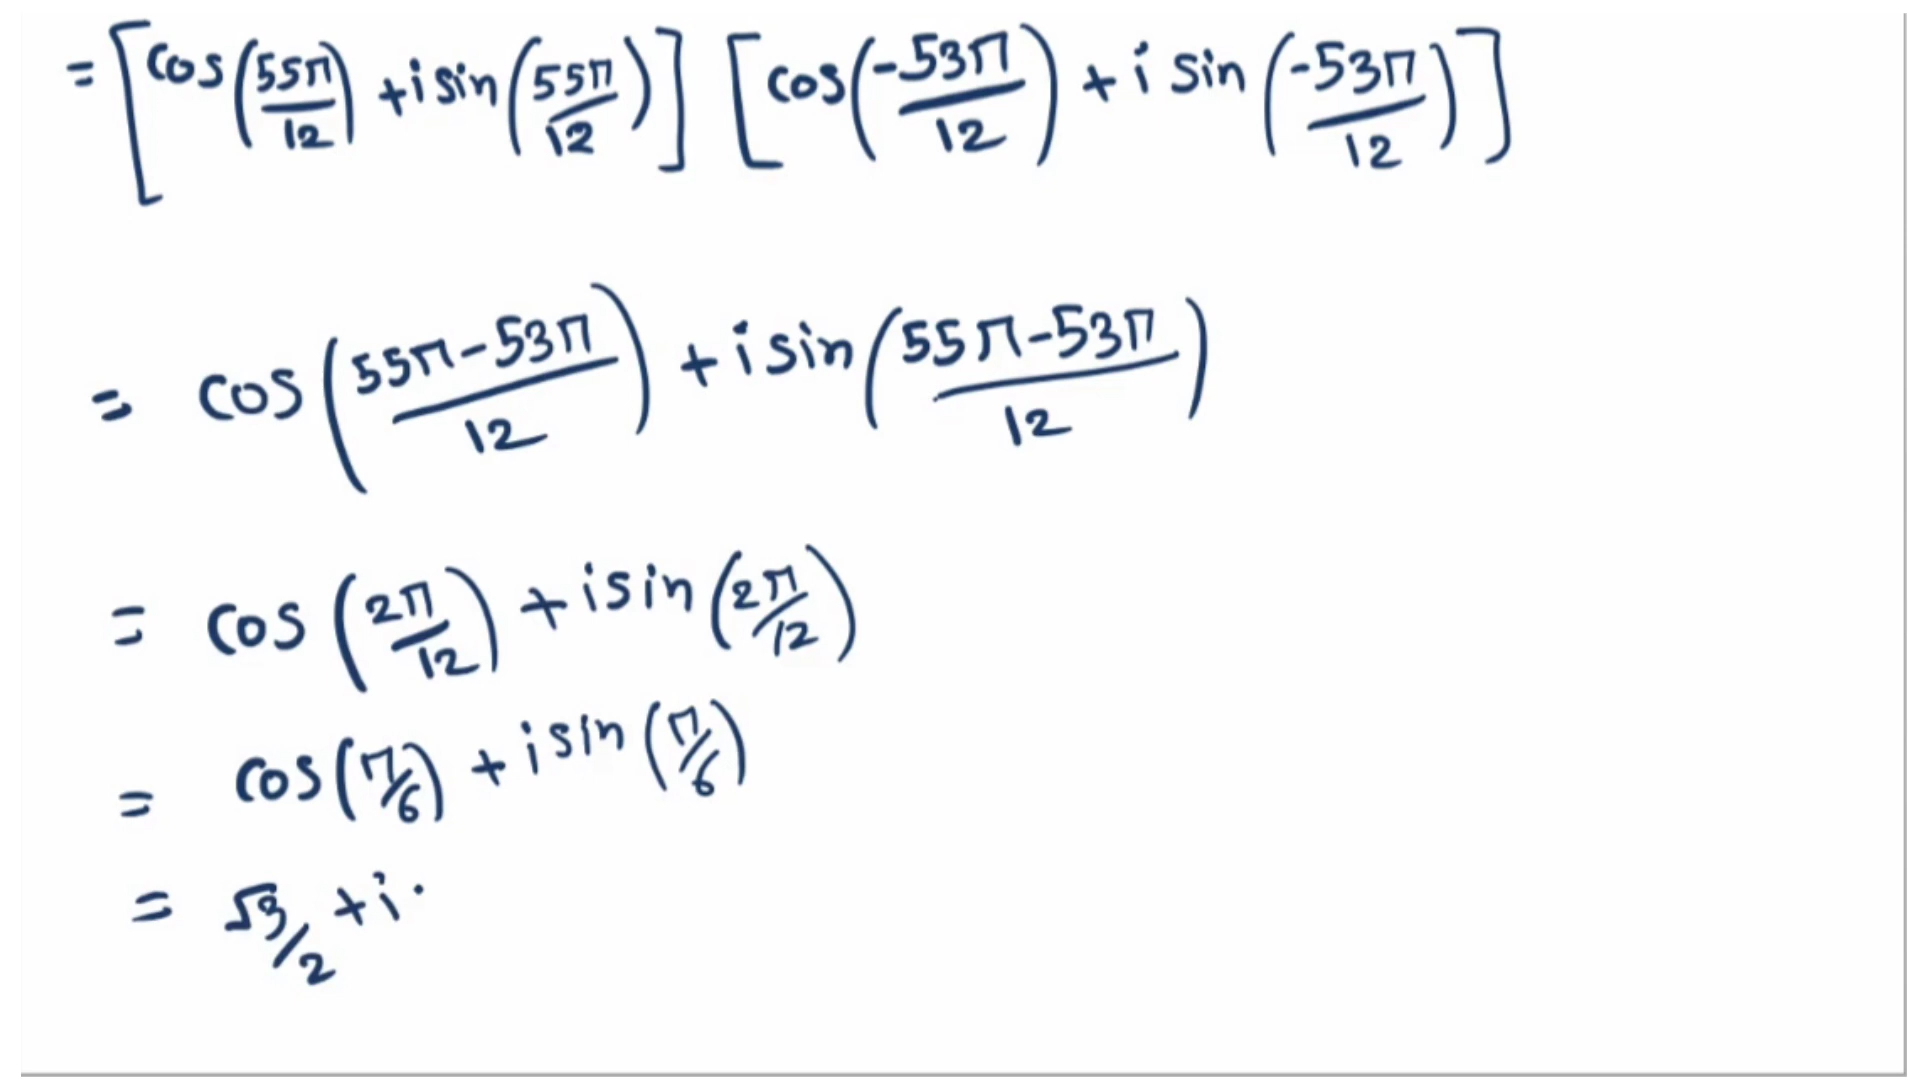 = [cos(55π/12) + i sin(55π/12)] [cos(-53π/12) + i sin(-53π/12)]
= cos((55π-53π)/12) + i sin((55π-53π)/12)
= cos(2π/12) + i sin(2π/12)
= cos(π/6) + i sin(π/6)
= √3/2 + i.